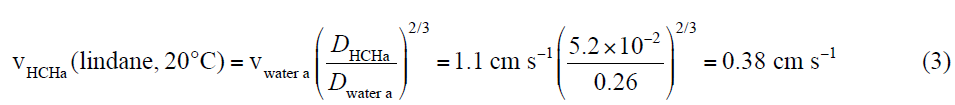 v_HCHa (lindane, 20°C) = v_water a (D_HCHa / D_water a)^2/3 = 1.1 cm s^−1 (5.2×10^−2 / 0.26)^2/3 = 0.38 cm s^−1 (3)